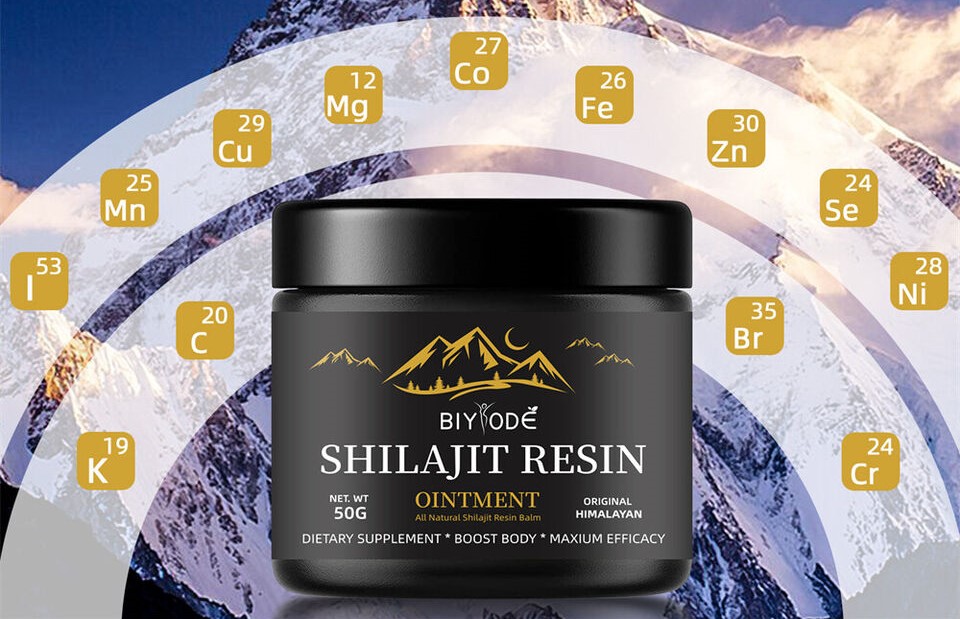 27
Co
12
Mg
26
Fe
29
Cu
30
Zn
25
Mn
24
Se
53
I
28
Ni
20
C
35
Br
19
K
24
Cr
BIYODE
SHILAJIT RESIN
NET. WT
50G
OINTMENT
All Natural Shilajit Resin Balm
ORIGINAL
HIMALAYAN
DIETARY SUPPLEMENT * BOOST BODY * MAXIUM EFFICACY